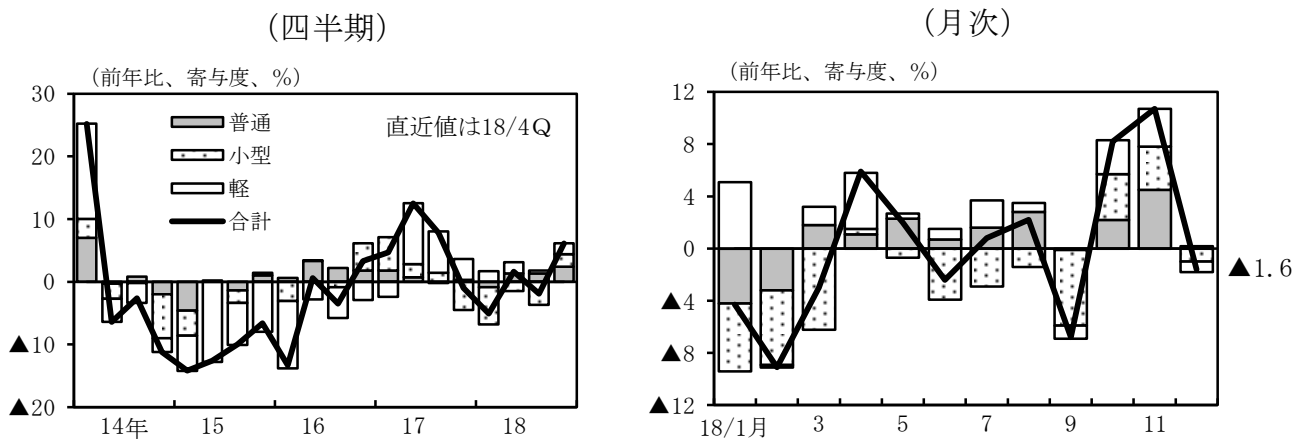 (四半期)
(前年比、寄与度、%)
30
20
10
0
▲10
▲20
普通
小型
軽
合計
直近値は18/4Q
14年 15 16 17 18
(月次)
(前年比、寄与度、%)
12
8
4
0
▲4
▲8
▲12
▲1.6
18/1月 3 5 7 9 11